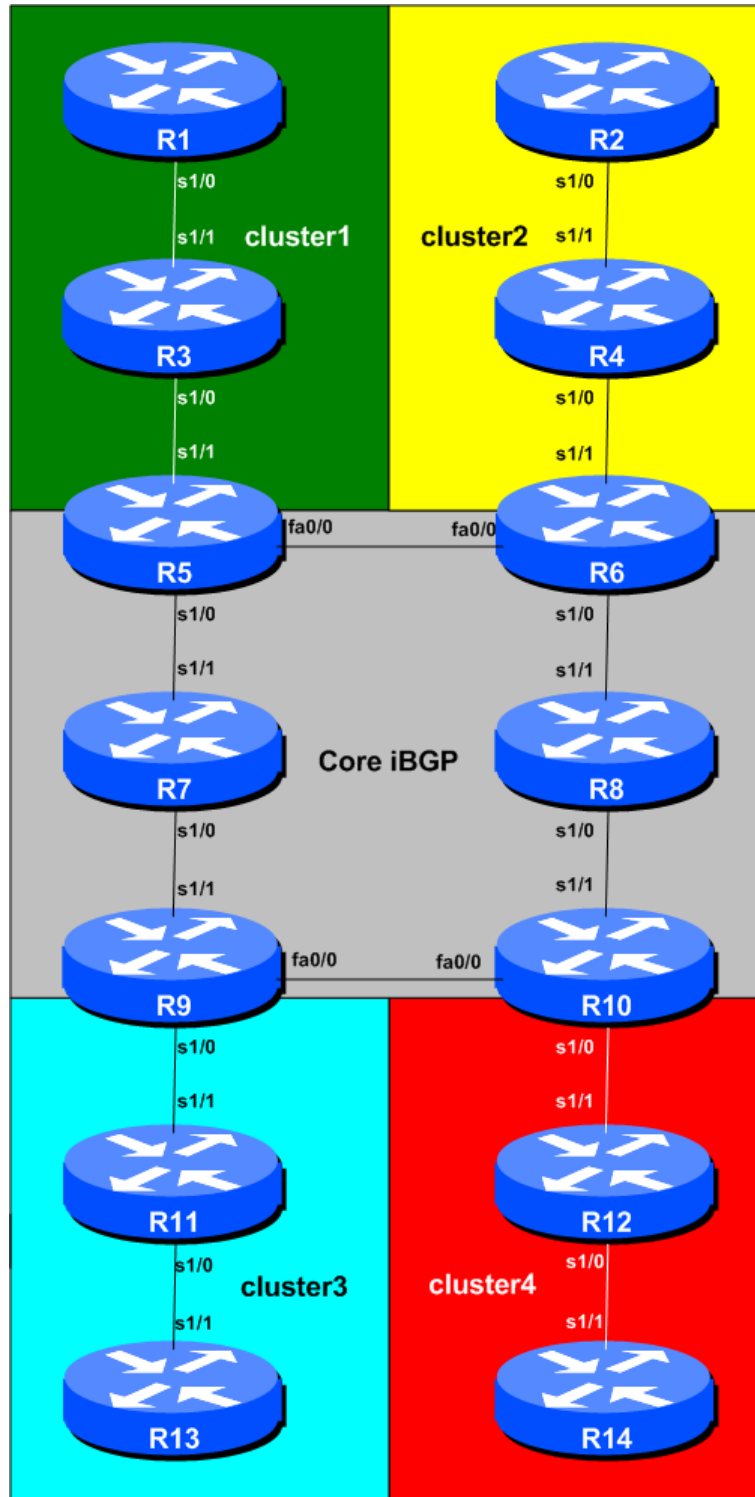 R1
R2
s1/0
s1/0
s1/1
cluster1
cluster2
s1/1
R3
R4
s1/0
s1/0
s1/1
s1/1
fa0/0
fa0/0
R5
R6
s1/0
s1/0
s1/1
s1/1
Core iBGP
R7
R8
s1/0
s1/0
s1/1
s1/1
fa0/0
fa0/0
R9
R10
s1/0
s1/0
s1/1
s1/1
R11
R12
s1/0
s1/0
cluster3
cluster4
s1/1
s1/1
R13
R14